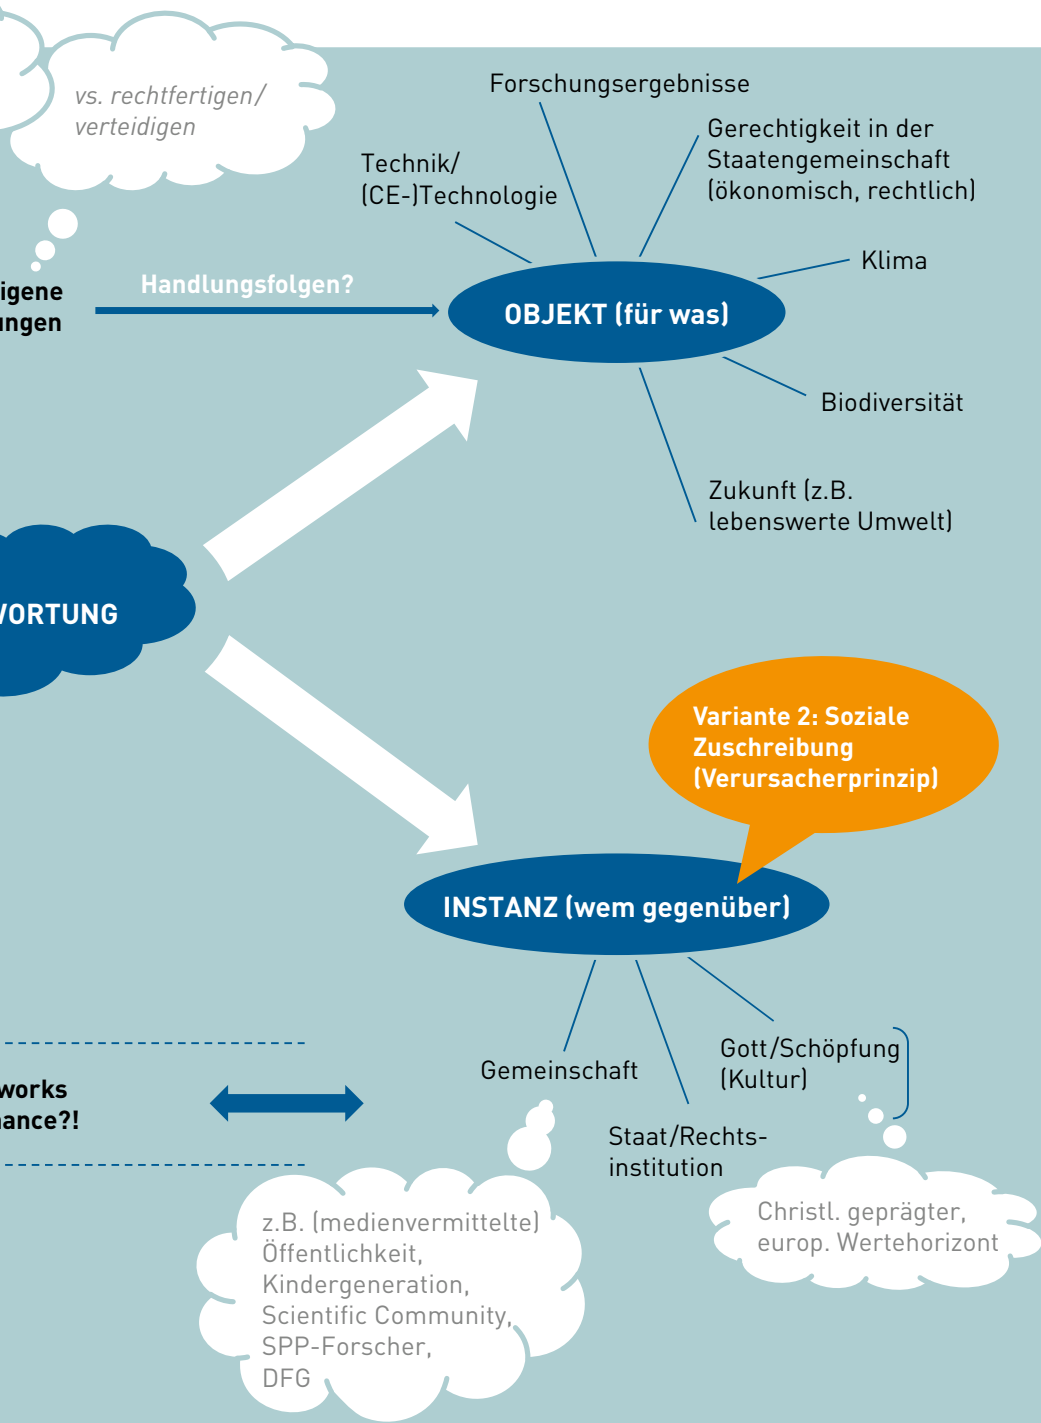 vs. rechtfertigen/
verteidigen
Forschungsergebnisse
Gerechtigkeit in der
Staatengemeinschaft
(ökonomisch, rechtlich)
Technik/
(CE-)Technologie
Klima
igene
ungen
Handlungsfolgen?
OBJEKT (für was)
Biodiversität
Zukunft (z.B.
lebenswerte Umwelt)
WORTUNG
Variante 2: Soziale
Zuschreibung
(Verursacherprinzip)
INSTANZ (wem gegenüber)
Gemeinschaft
Gott/Schöpfung
(Kultur)
works
nance?!
Staat/Rechts-
institution
z.B. (medienvermittelte)
Öffentlichkeit,
Kindergeneration,
Scientific Community,
SPP-Forscher,
DFG
Christl. geprägter,
europ. Wertehorizont